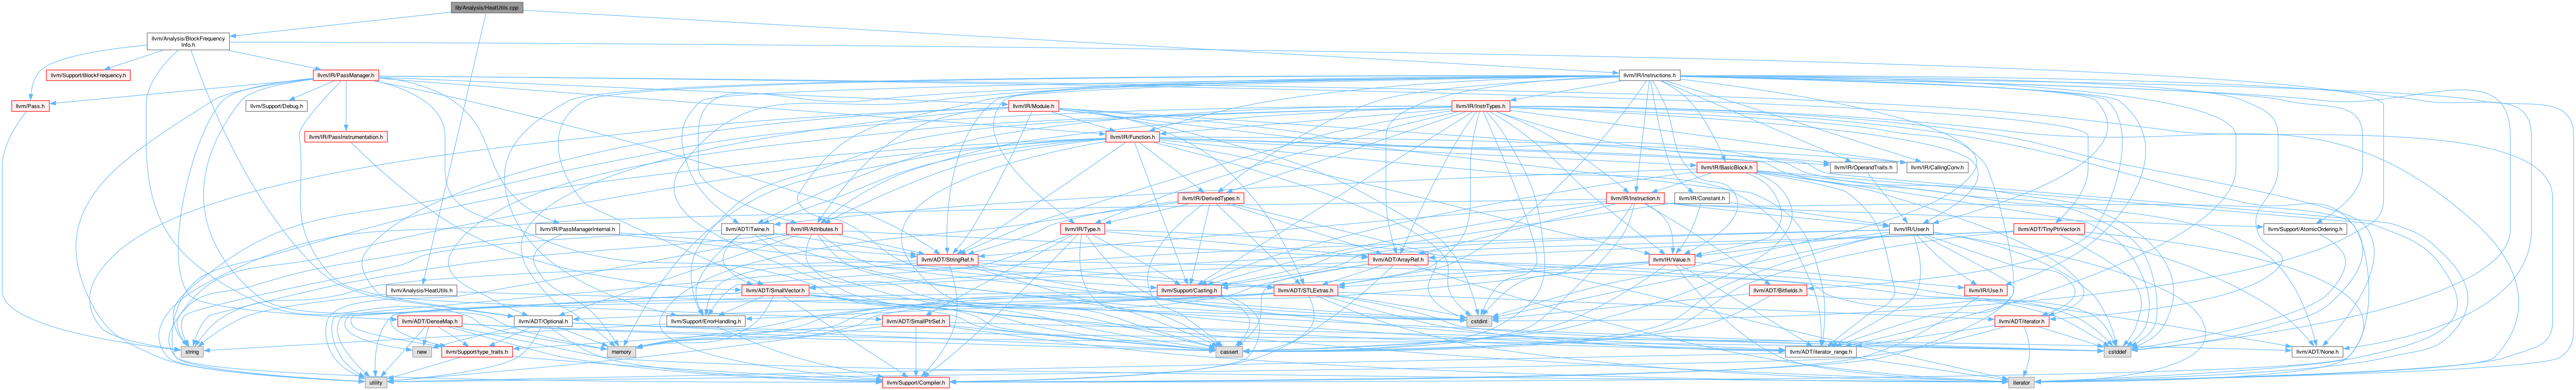 lib/Analysis/HeatUtils.cpp
llvm/Analysis/BlockFrequency
Info.h
llvm/Support/BlockFrequency.h
llvm/IR/PassManager.h
llvm/IR/Instructions.h
llvm/Pass.h
llvm/Support/Debug.h
llvm/IR/Module.h
llvm/IR/InstrTypes.h
llvm/IR/PassInstrumentation.h
llvm/IR/Function.h
llvm/IR/BasicBlock.h
llvm/IR/OperandTraits.h
llvm/IR/CallingConv.h
llvm/IR/DerivedTypes.h
llvm/IR/Instruction.h
llvm/IR/Constant.h
llvm/IR/PassManagerInternal.h
llvm/ADT/Twine.h
llvm/IR/Attributes.h
llvm/IR/Type.h
llvm/IR/User.h
llvm/ADT/TinyPtrVector.h
llvm/Support/AtomicOrdering.h
llvm/ADT/StringRef.h
llvm/ADT/ArrayRef.h
llvm/IR/Value.h
llvm/Analysis/HeatUtils.h
llvm/ADT/SmallVector.h
llvm/Support/Casting.h
llvm/ADT/STLExtras.h
llvm/ADT/Bitfields.h
llvm/IR/Use.h
llvm/ADT/DenseMap.h
llvm/ADT/Optional.h
llvm/Support/ErrorHandling.h
llvm/ADT/SmallPtrSet.h
cstdint
llvm/ADT/iterator.h
string
new
llvm/Support/type_traits.h
memory
cassert
llvm/ADT/iterator_range.h
cstddef
llvm/ADT/None.h
utility
llvm/Support/Compiler.h
iterator